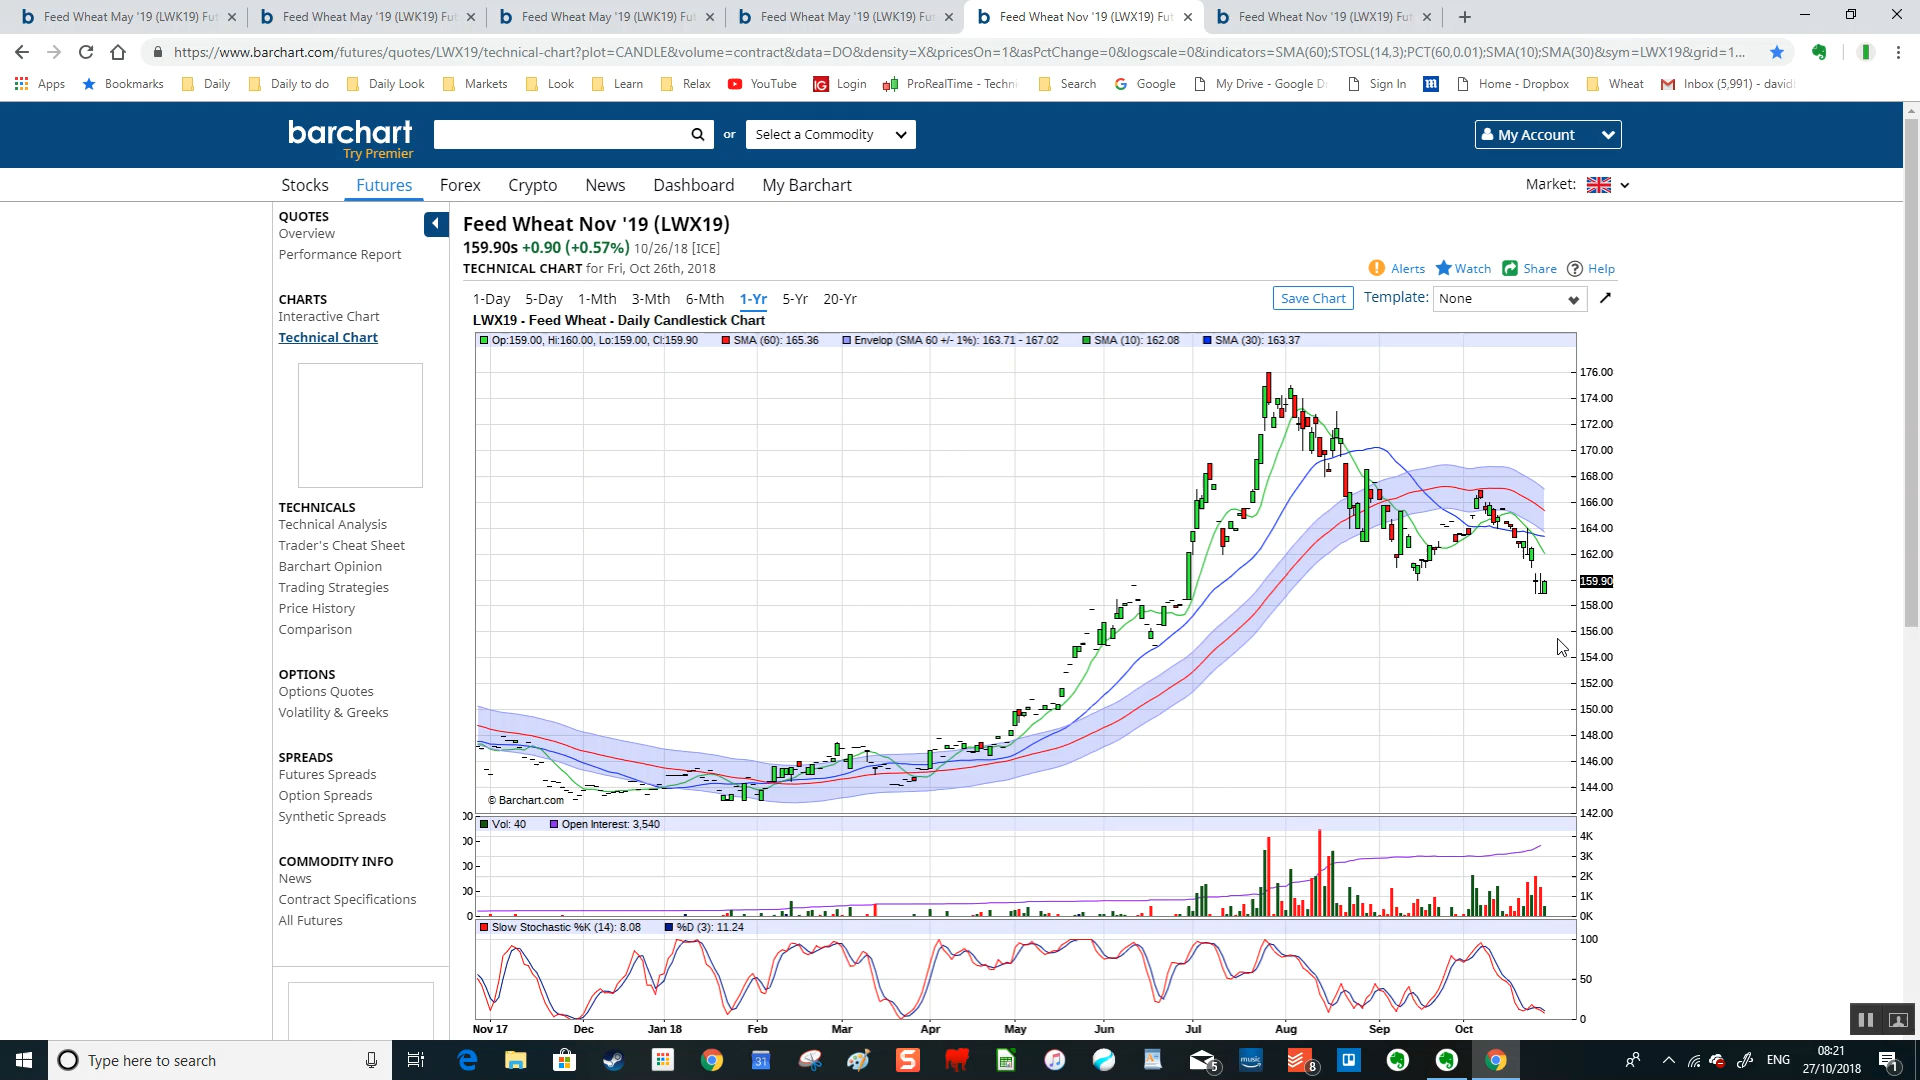 Feed Wheat May '19 (LWK19) Fut
Feed Wheat May '19 (LWK19) Fut
Feed Wheat May '19 (LWK19) Fut
Feed Wheat May '19 (LWK19) Fut
Feed Wheat Nov '19 (LWX19) Fut
Feed Wheat Nov '19 (LWX19) Fut
https://www.barchart.com/futures/quotes/LWX19/technical-chart?plot=CANDLE&volume=contract&data=DO&density=X&pricesOn=1&asPctChange=0&logscale=0&indicators=SMA(60);STOSL(14,3);PCT(60,0.01);SMA(10);SMA(30)&sym=LWX19&grid=1...
Apps Bookmarks Daily Daily to do Daily Look Markets Look Learn Relax YouTube IG Login ProRealTime - Techni Search Google My Drive - Google D Sign In Home - Dropbox Wheat Inbox (5,991) - david
barchart
Try Premier
or
Select a Commodity
My Account
Stocks Futures Forex Crypto News Dashboard My Barchart
Market:
QUOTES
Overview
Performance Report
CHARTS
Interactive Chart
Technical Chart
TECHNICALS
Technical Analysis
Trader's Cheat Sheet
Barchart Opinion
Trading Strategies
Price History
Comparison
OPTIONS
Options Quotes
Volatility & Greeks
SPREADS
Futures Spreads
Option Spreads
Synthetic Spreads
COMMODITY INFO
News
Contract Specifications
All Futures
Feed Wheat Nov '19 (LWX19)
159.90s +0.90 (+0.57%) 10/26/18 [ICE]
TECHNICAL CHART for Fri, Oct 26th, 2018
Alerts Watch Share Help
1-Day 5-Day 1-Mth 3-Mth 6-Mth 1-Yr 5-Yr 20-Yr
Save Chart Template: None
LWX19 - Feed Wheat - Daily Candlestick Chart
Op:159.00, Hi:160.00, Lo:159.00, Cl:159.90 SMA (60): 165.36 Envelop (SMA 60 +/- 1%): 163.71 - 167.02 SMA (10): 162.08 SMA (30): 163.37
176.00
174.00
172.00
170.00
168.00
166.00
164.00
162.00
159.90
158.00
156.00
154.00
152.00
150.00
148.00
146.00
144.00
142.00
© Barchart.com
Vol: 40 Open Interest: 3,540
00
00
00
00
0
4K
3K
2K
1K
0K
Slow Stochastic %K (14): 8.08 %D (3): 11.24
100
50
0
Nov 17 Dec Jan 18 Feb Mar Apr May Jun Jul Aug Sep Oct
Type here to search
31
S
5
music
8
ENG
08:21
27/10/2018
1